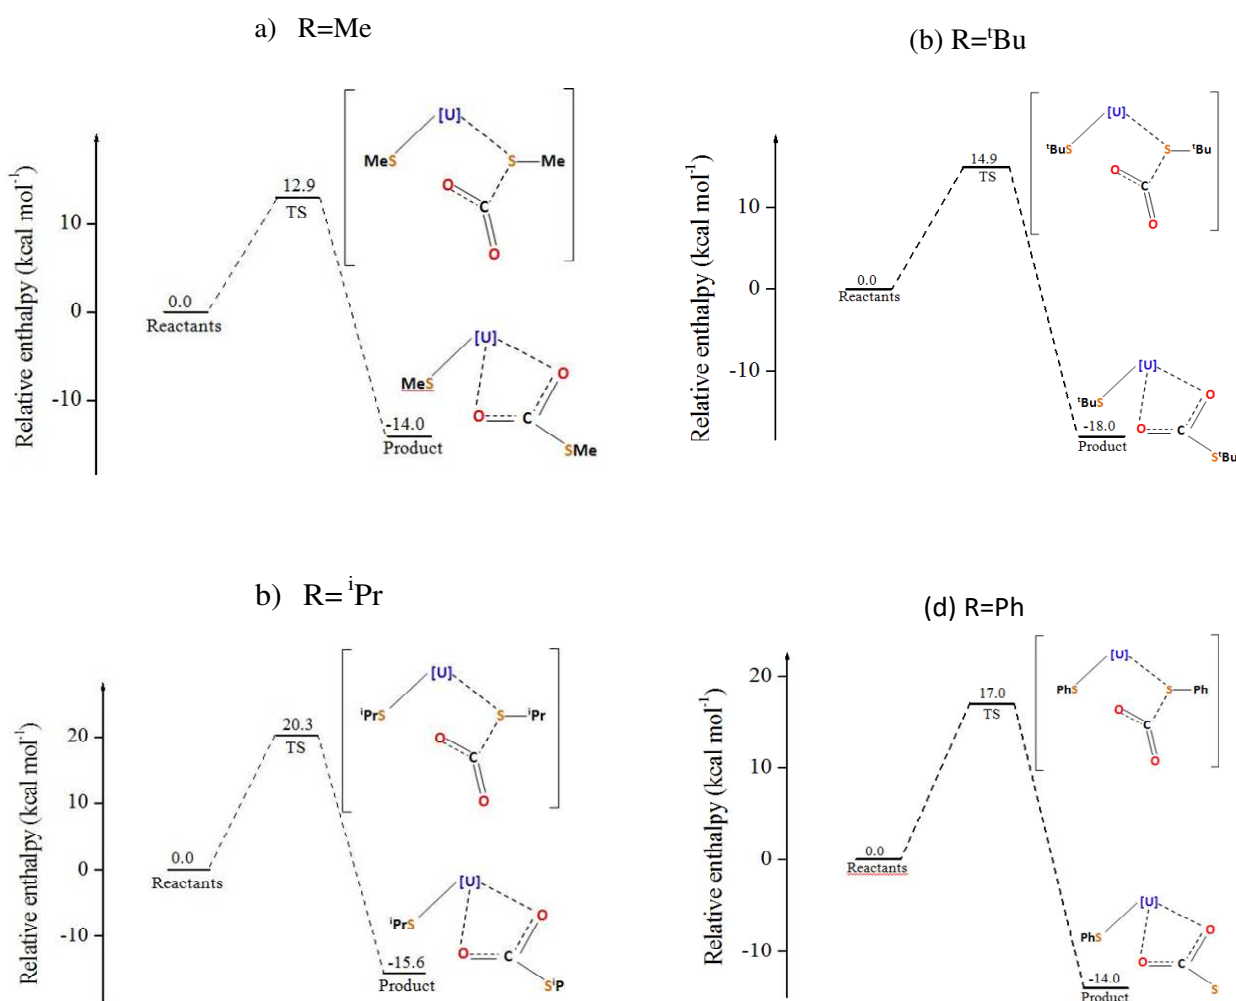 a) R=Me
Relative enthalpy (kcal mol-1)
10
0
-10
0.0
Reactants
12.9
TS
-14.0
Product
[U]
MeS
S
Me
O
C
O
[U]
MeS
O
O
C
SMe
(b) R=tBu
Relative enthalpy (kcal mol-1)
10
0
-10
0.0
Reactants
14.9
TS
-18.0
Product
[U]
tBuS
S
tBu
O
C
O
[U]
tBuS
O
O
C
StBu
b) R= iPr
Relative enthalpy (kcal mol-1)
20
10
0
-10
0.0
Reactants
20.3
TS
-15.6
Product
[U]
iPrS
S
iPr
O
C
O
[U]
iPrS
O
O
C
SiP
(d) R=Ph
Relative enthalpy (kcal mol-1)
20
10
0
-10
0.0
Reactants
17.0
TS
-14.0
Product
[U]
PhS
S
Ph
O
C
O
[U]
PhS
O
O
C
S